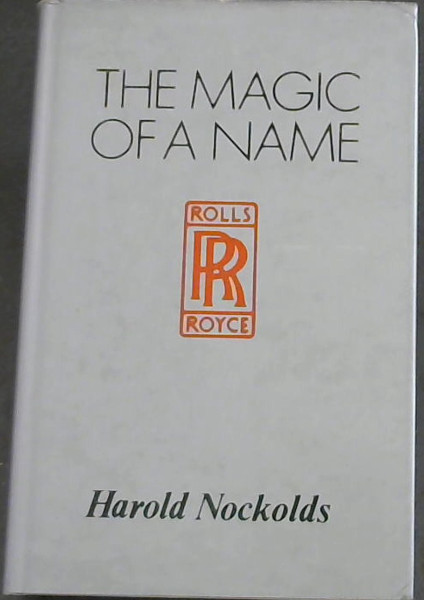 THE MAGIC
OF A NAME
ROLLS
RR
ROYCE
Harold Nockolds